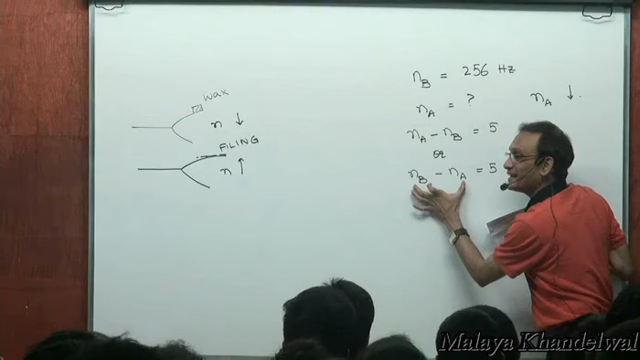 wax
n ↓
FILING
n ↑
n_B = 256 Hz
n_A = ? n_A ↓
n_A - n_B = 5
or
n_B - n_A = 5
Malaya Khandelwal